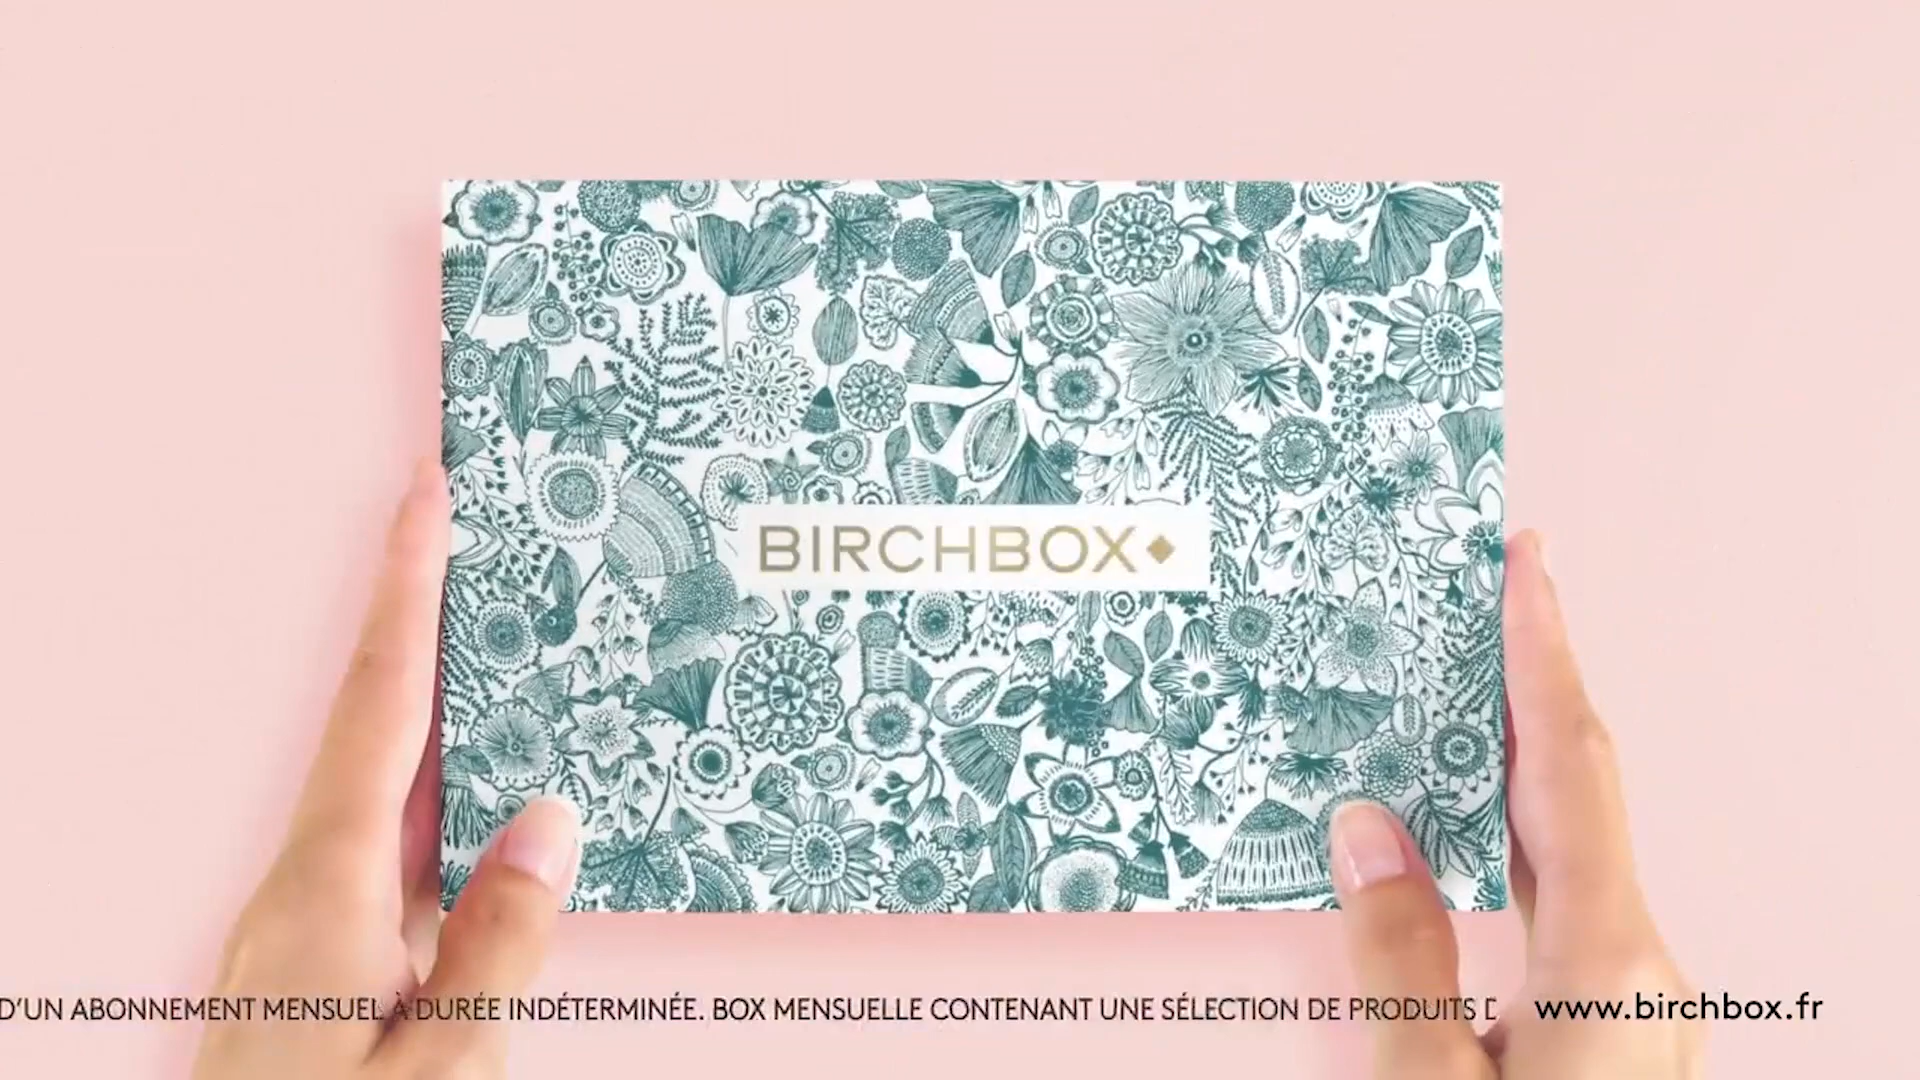 BIRCHBOX
D'UN ABONNEMENT MENSUEL À DURÉE INDÉTERMINÉE. BOX MENSUELLE CONTENANT UNE SÉLECTION DE PRODUITS
www.birchbox.fr